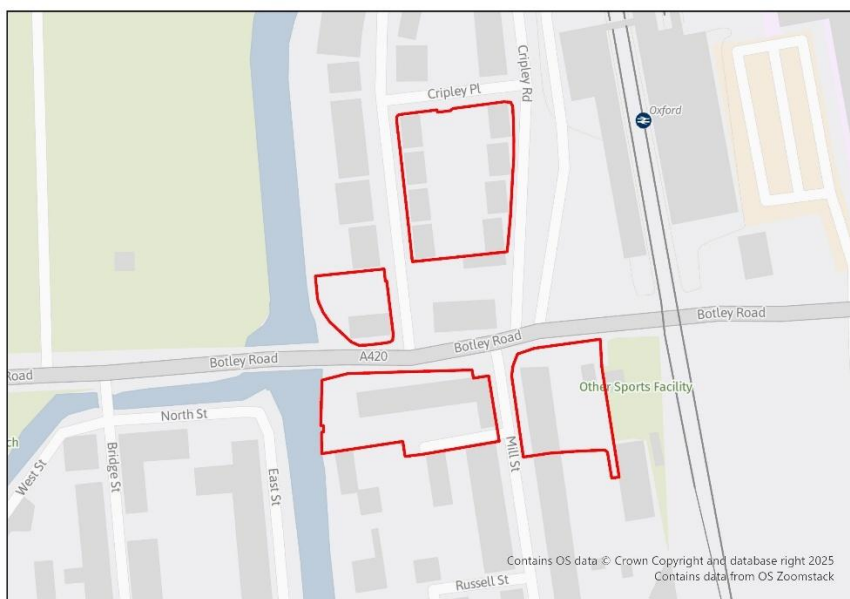 Cripley Pl
Cripley Rd
Oxford
Botley Road
Botley Road
Botley Road
A420
Road
Other Sports Facility
North St
ch
West St
Bridge St
East St
Mill St
Russell St
Contains OS data © Crown Copyright and database right 2025
Contains data from OS Zoomstack